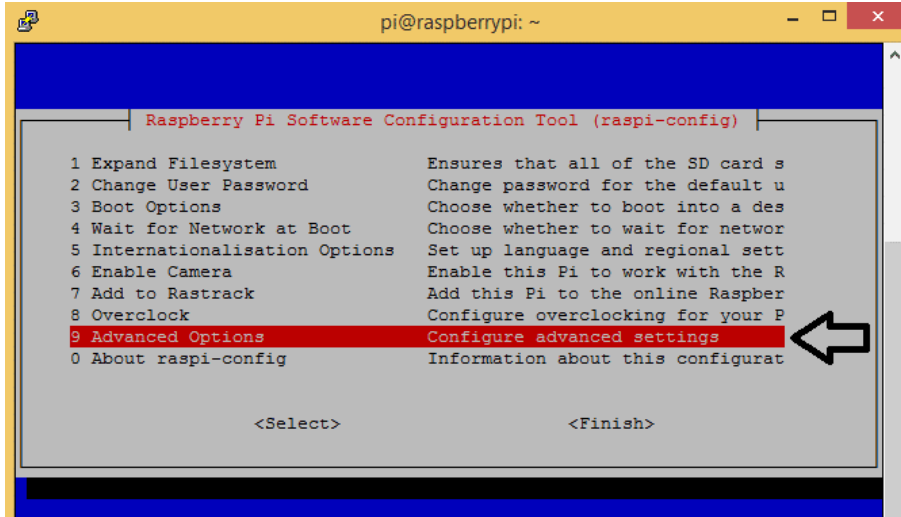 pi@raspberrypi: ~
Raspberry Pi Software Configuration Tool (raspi-config)
1 Expand Filesystem Ensures that all of the SD card s
2 Change User Password Change password for the default u
3 Boot Options Choose whether to boot into a des
4 Wait for Network at Boot Choose whether to wait for networ
5 Internationalisation Options Set up language and regional sett
6 Enable Camera Enable this Pi to work with the R
7 Add to Rastrack Add this Pi to the online Raspber
8 Overclock Configure overclocking for your P
9 Advanced Options Configure advanced settings
0 About raspi-config Information about this configurat
<Select> <Finish>